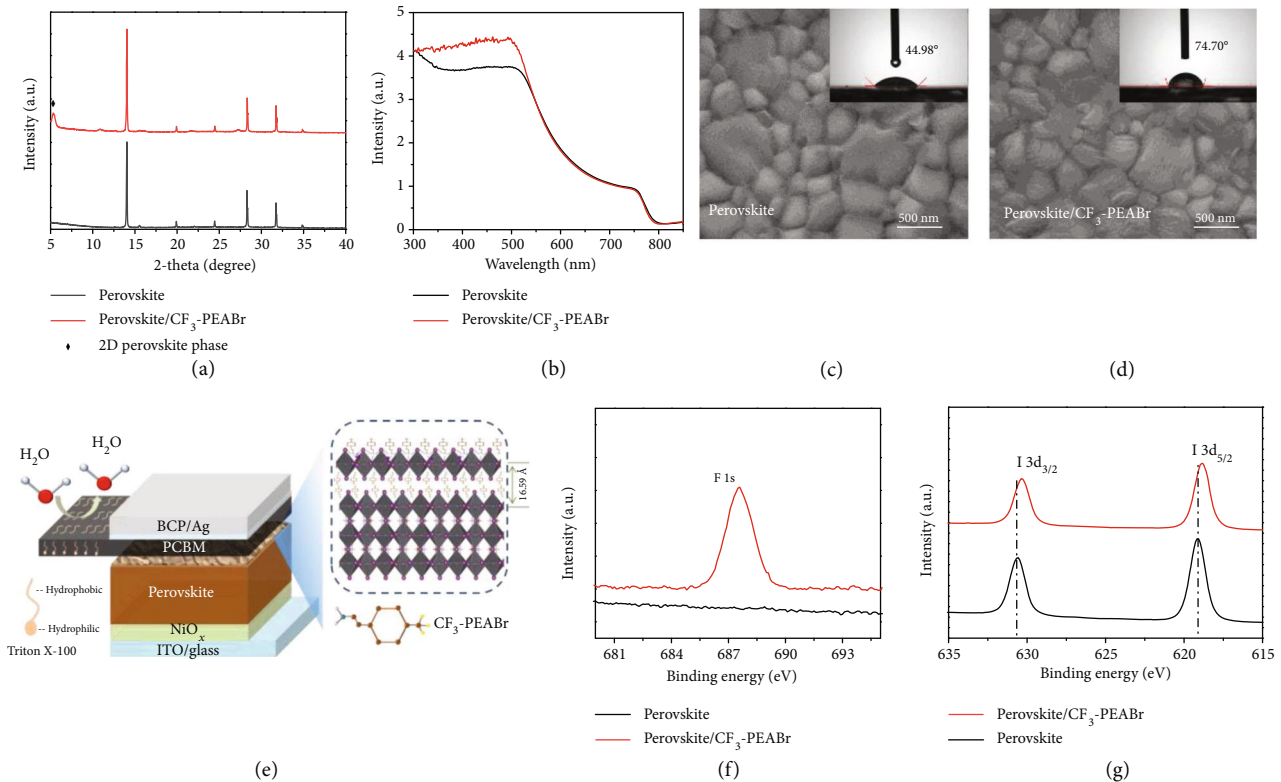 Intensity (a.u.)
5 10 15 20 25 30 35 40
2-theta (degree)
Perovskite
Perovskite/CF3-PEABr
2D perovskite phase
(a)
Intensity (a.u.)
5
4
3
2
1
0
300 400 500 600 700 800
Wavelength (nm)
Perovskite
Perovskite/CF3-PEABr
(b)
44.98°
Perovskite
500 nm
(c)
74.70°
Perovskite/CF3-PEABr
500 nm
(d)
H2O
H2O
BCP/Ag
PCBM
Perovskite
NiOx
ITO/glass
-- Hydrophobic
-- Hydrophilic
Triton X-100
16.59 Å
CF3-PEABr
(e)
Intensity (a.u.)
F 1s
681 684 687 690 693
Binding energy (eV)
Perovskite
Perovskite/CF3-PEABr
(f)
Intensity (a.u.)
I 3d3/2
I 3d5/2
635 630 625 620 615
Binding energy (eV)
Perovskite/CF3-PEABr
Perovskite
(g)